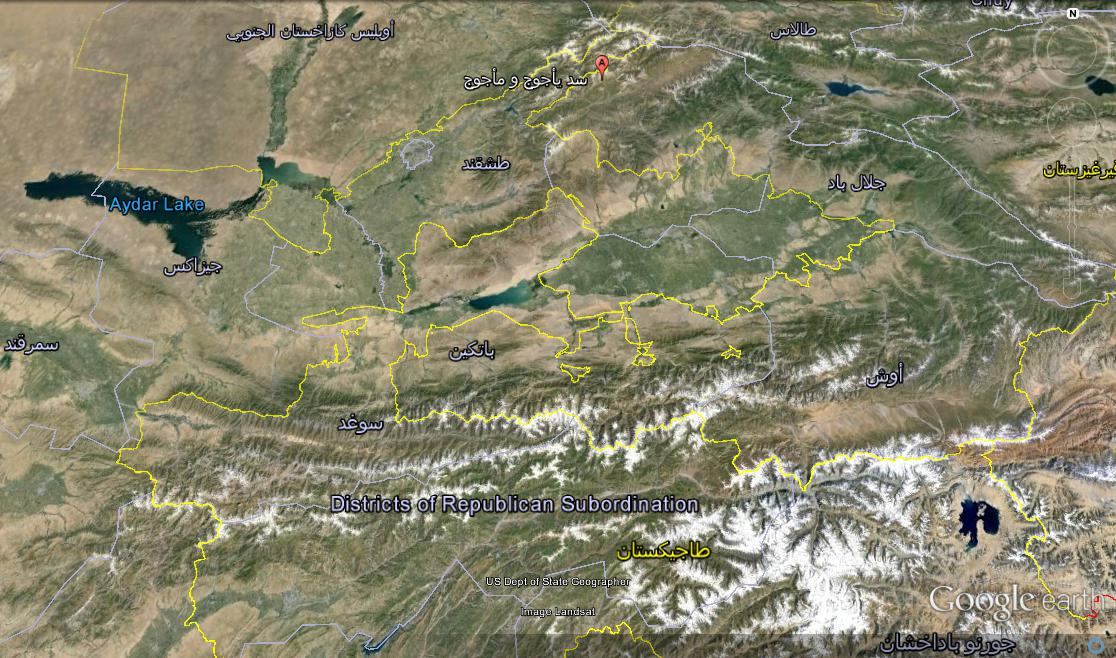 Chuy
N
أوبليس كازاخستان الجنوبي
طالاس
سد يأجوج و مأجوج
A
طشقند
قيرغيزستان
جلال باد
Aydar Lake
جيزاكس
سمرقند
باتكين
أوش
سوغد
Districts of Republican Subordination
طاجيكستان
US Dept of State Geographer
Image Landsat
Google earth
جورنو باداخشان